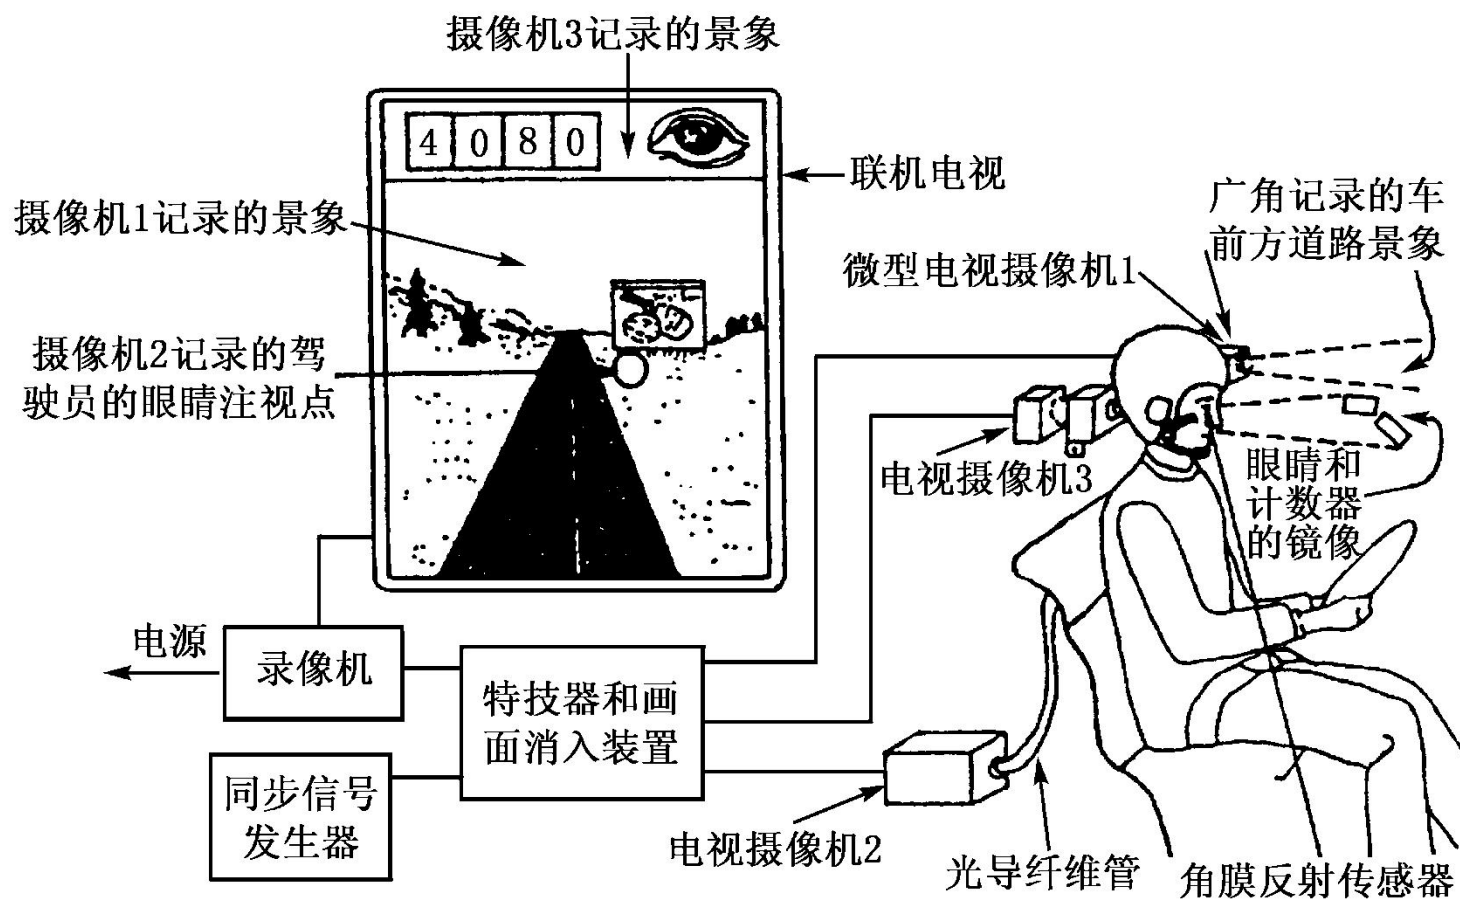 摄像机3记录的景象
4 0 8 0
联机电视
摄像机1记录的景象
广角记录的车
前方道路景象
微型电视摄像机1
摄像机2记录的驾
驶员的眼睛注视点
电视摄像机3
眼睛和
计数器
的镜像
电源
录像机
特技器和画
面消入装置
同步信号
发生器
电视摄像机2
光导纤维管
角膜反射传感器